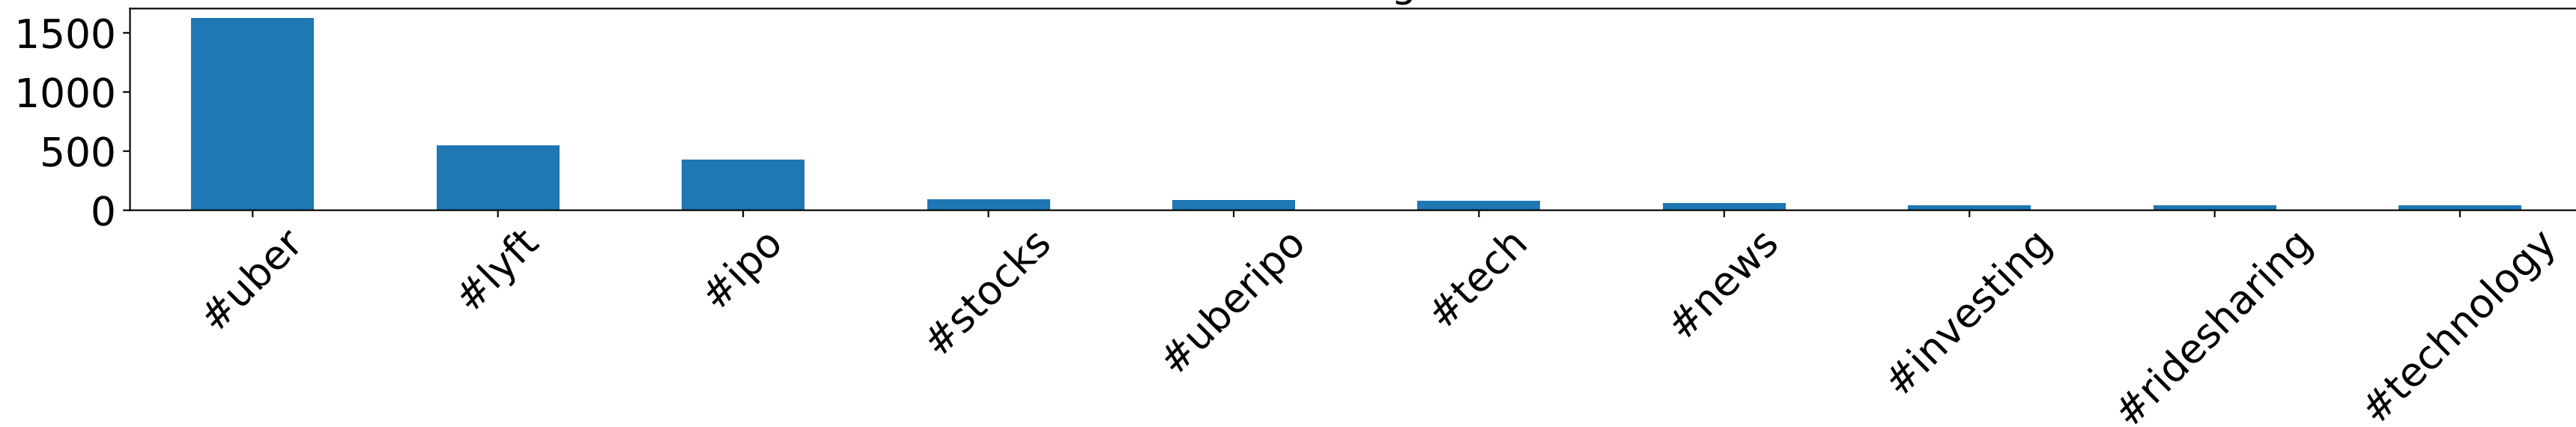 1500
1000
500
0
#uber
#lyft
#ipo
#stocks
#uberipo
#tech
#news
#investing
#ridesharing
#technology